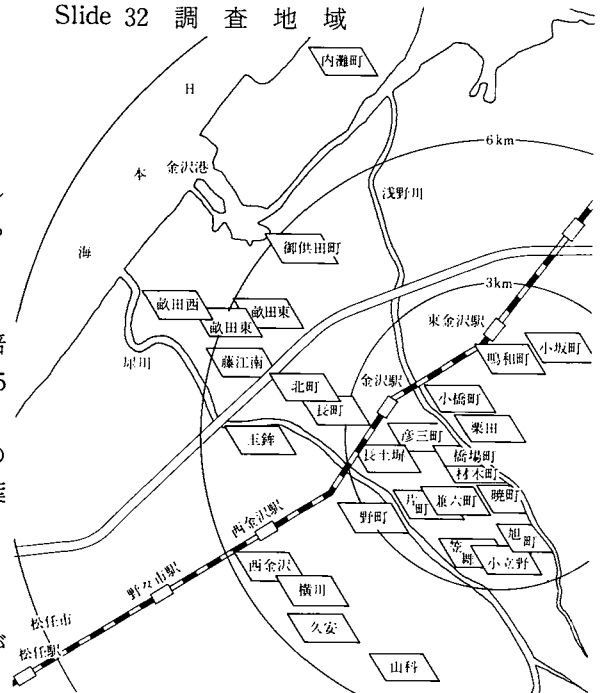 Slide 32 調査地域
内灘町
日
本
海
金沢港
6km
浅野川
御供田町
3km
畝田西
畝田東
畝田東
東金沢駅
小坂町
鳴和町
藤江南
犀川
金沢駅
北町
長町
小橋町
栗田
玉鉾
彦三町
橋場町
長土塀
材木町
片町
兼六町
暁町
野町
旭町
西金沢駅
笠舞
小立野
西金沢
横川
野々市駅
久安
松任市
松任駅
山科